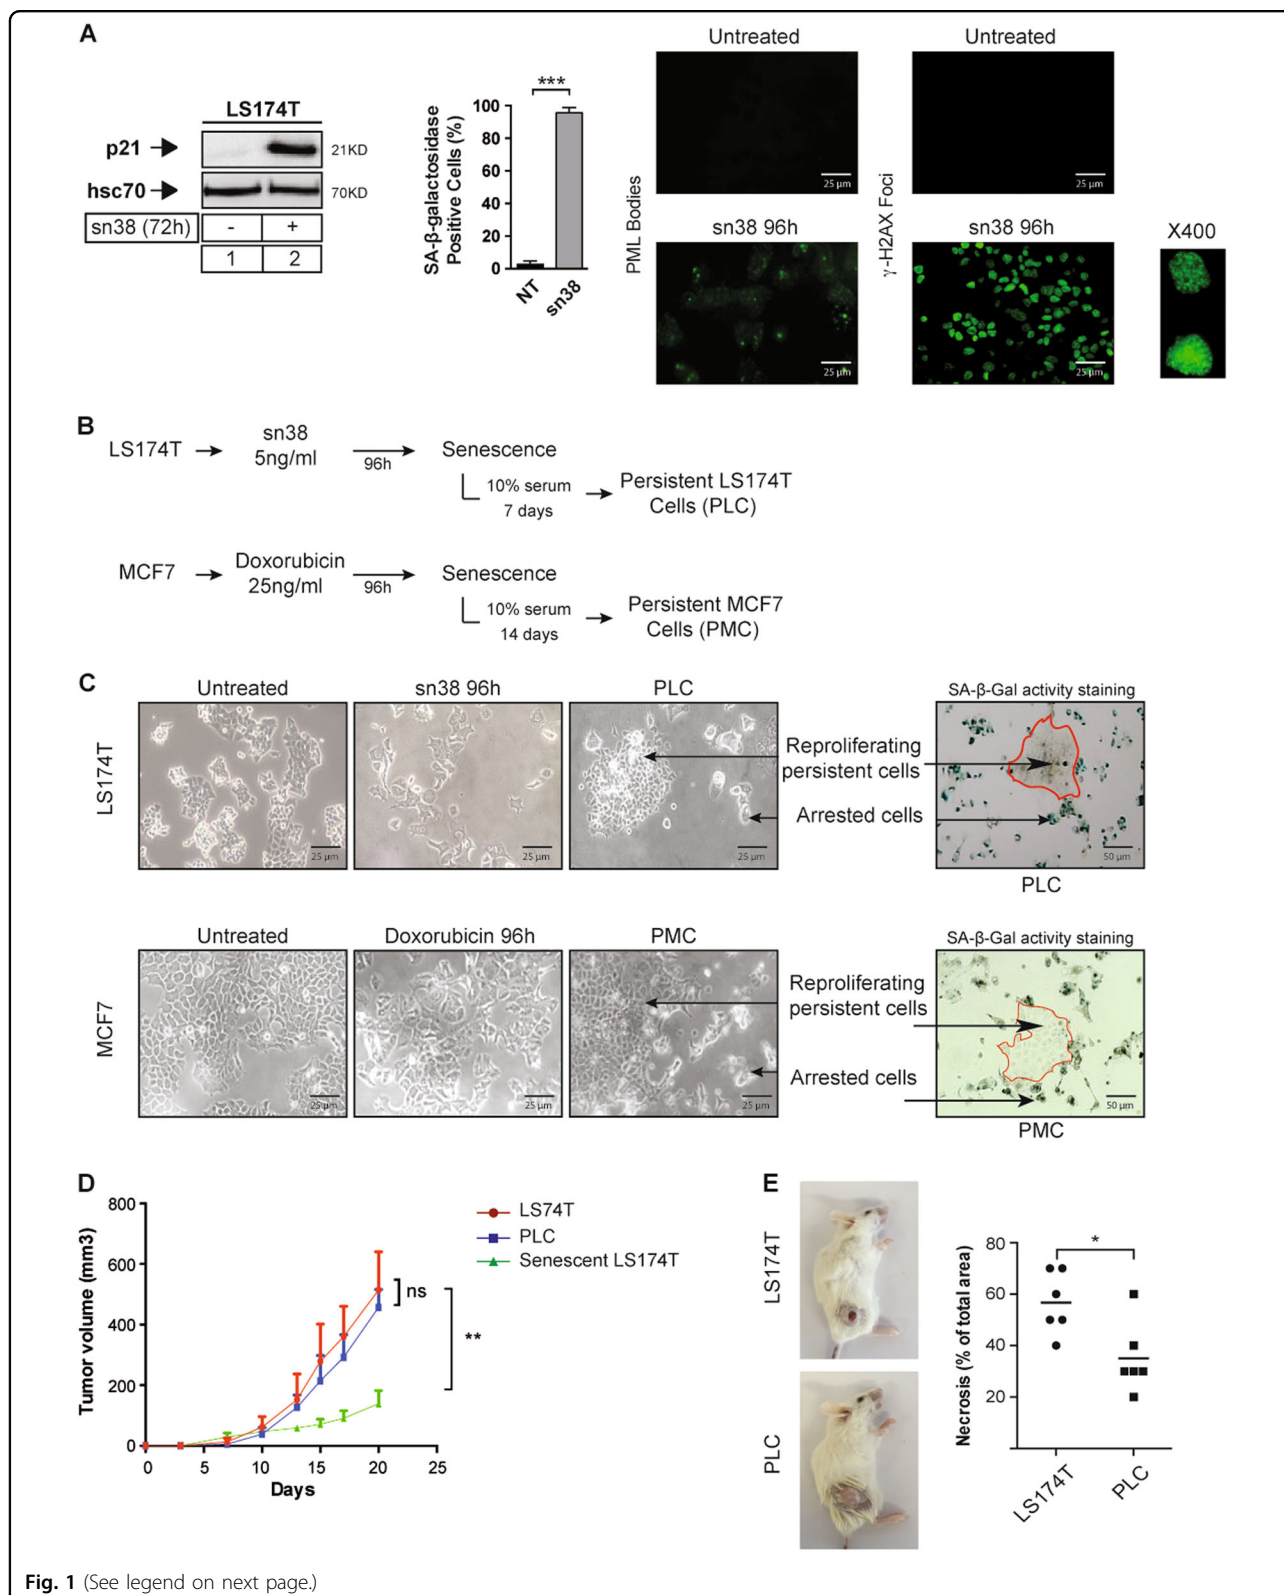 A
LS174T
p21
21KD
hsc70
70KD
sn38 (72h)
-
+
1
2
SA-β-galactosidase
Positive Cells (%)
100
80
60
40
20
0
***
NT
sn38
PML Bodies
Untreated
25 µm
sn38 96h
25 µm
γ-H2AX Foci
Untreated
25 µm
sn38 96h
25 µm
X400
B
LS174T
sn38
5ng/ml
96h
Senescence
10% serum
7 days
Persistent LS174T
Cells (PLC)
MCF7
Doxorubicin
25ng/ml
96h
Senescence
10% serum
14 days
Persistent MCF7
Cells (PMC)
C
LS174T
Untreated
25 µm
sn38 96h
25 µm
PLC
25 µm
Reproliferating
persistent cells
Arrested cells
SA-β-Gal activity staining
50 µm
PLC
MCF7
Untreated
25 µm
Doxorubicin 96h
25 µm
PMC
25 µm
Reproliferating
persistent cells
Arrested cells
SA-β-Gal activity staining
50 µm
PMC
D
Tumor volume (mm3)
800
600
400
200
0
0
5
10
15
20
25
Days
LS74T
PLC
Senescent LS174T
ns
**
E
LS174T
PLC
Necrosis (% of total area)
80
60
40
20
*
LS174T
PLC
Fig. 1 (See legend on next page.)